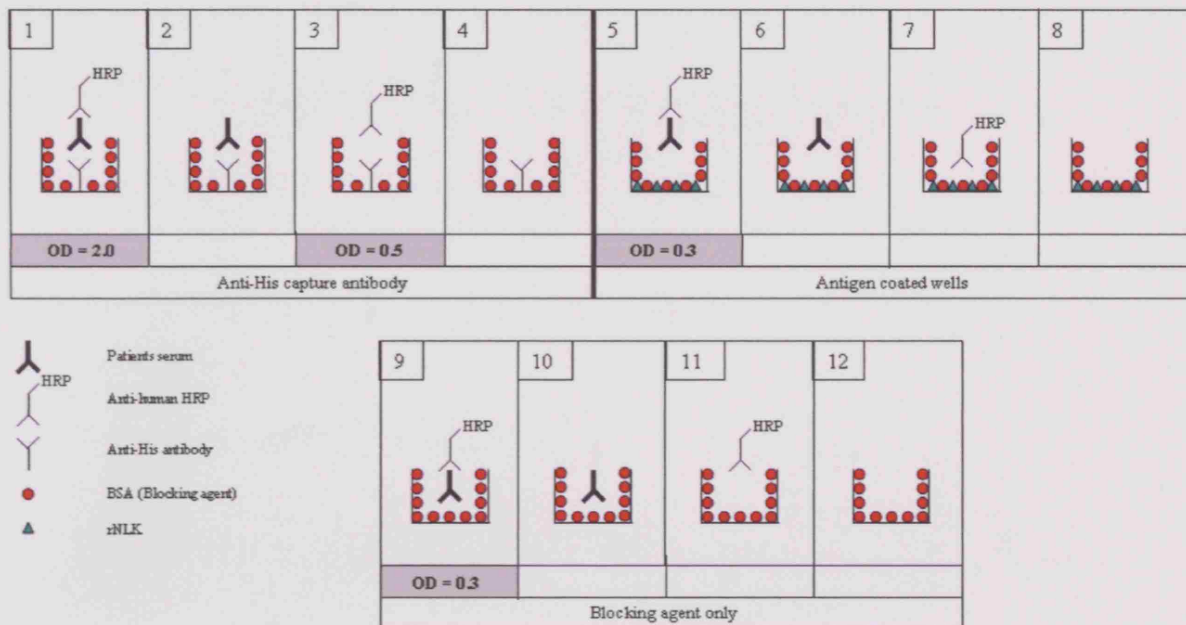 1 2 3 4 5 6 7 8
HRP HRP HRP HRP
OD = 2.0 OD = 0.5 OD = 0.3
Anti-His capture antibody Antigen coated wells
9 10 11 12
HRP HRP
OD = 0.3
Blocking agent only
Patients serum
HRP
Anti-human HRP
Anti-His antibody
BSA (Blocking agent)
rNLK